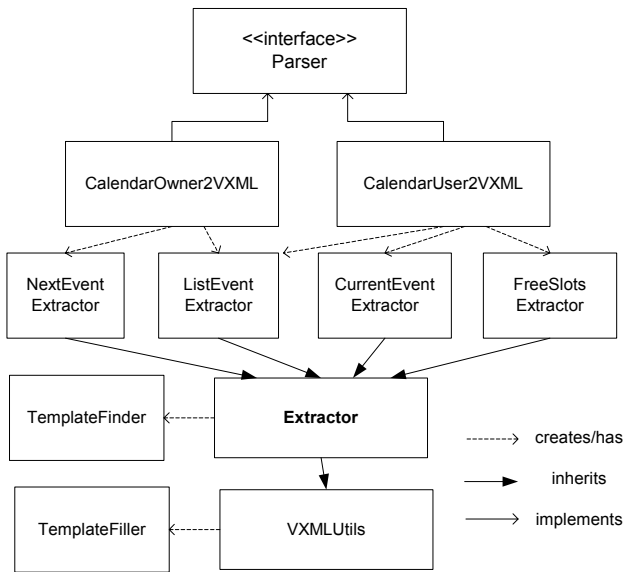 <<interface>>
Parser
CalendarOwner2VXML
CalendarUser2VXML
NextEvent
Extractor
ListEvent
Extractor
CurrentEvent
Extractor
FreeSlots
Extractor
TemplateFinder
Extractor
creates/has
inherits
implements
TemplateFiller
VXMLUtils